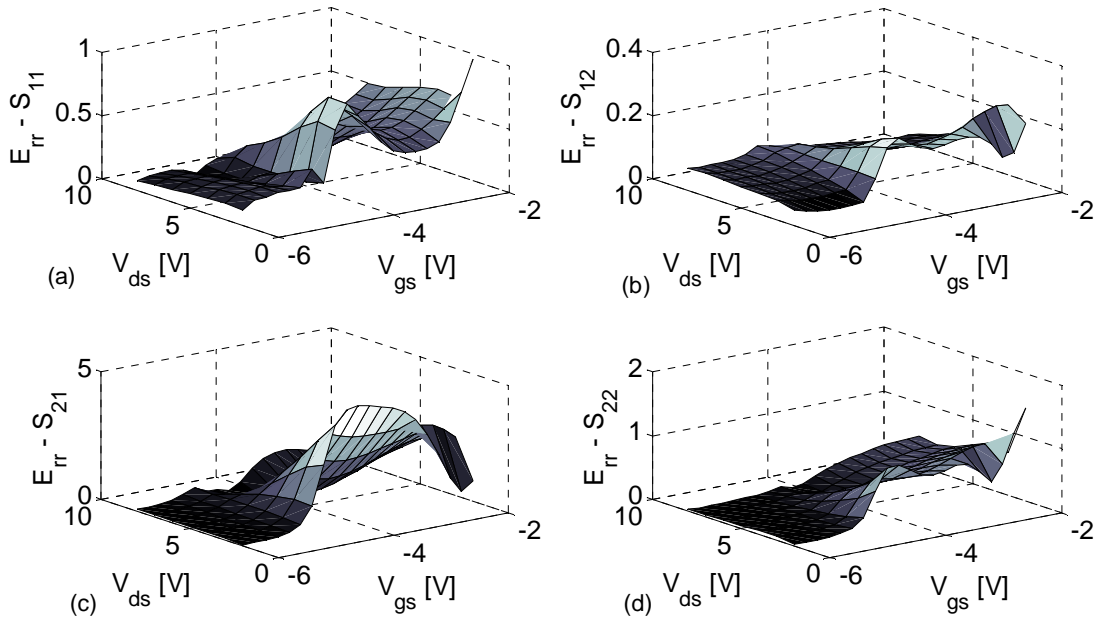 1
0.5
0
10
5
0
-6
-4
-2
E_rr - S_11
V_ds [V]
V_gs [V]
(a)
0.4
0.2
0
10
5
0
-6
-4
-2
E_rr - S_12
V_ds [V]
V_gs [V]
(b)
5
0
10
5
0
-6
-4
-2
E_rr - S_21
V_ds [V]
V_gs [V]
(c)
2
1
0
10
5
0
-6
-4
-2
E_rr - S_22
V_ds [V]
V_gs [V]
(d)